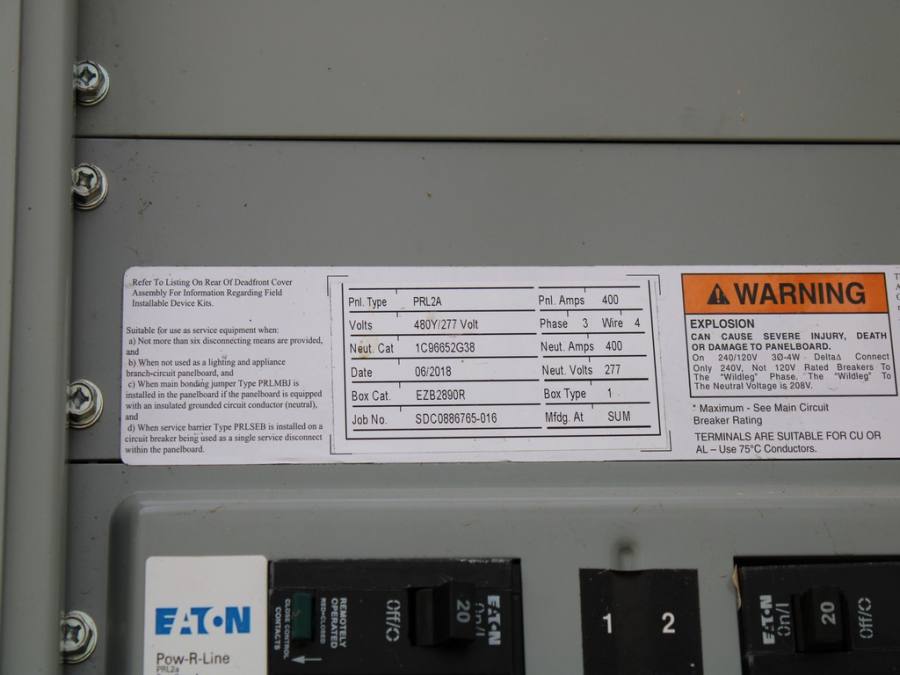 Refer To Listing On Rear Of Deadfront Cover
Assembly For Information Regarding Field
Installable Device Kits.
Suitable for use as service equipment when:
a) Not more than six disconnecting means are provided,
and
b) When not used as a lighting and appliance
branch-circuit panelboard, and
c) When main bonding jumper Type PRLMBJ is
installed in the panelboard if the panelboard is equipped
with an insulated grounded circuit conductor (neutral),
and
d) When service barrier Type PRLSEB is installed on a
circuit breaker being used as a single service disconnect
within the panelboard.
Pnl. Type PRL2A Pnl. Amps 400
Volts 480Y/277 Volt Phase 3 Wire 4
Neut. Cat 1C96652G38 Neut. Amps 400
Date 06/2018 Neut. Volts 277
Box Cat. EZB2890R Box Type 1
Job No. SDC0886765-016 Mfdg. At SUM
WARNING
EXPLOSION
CAN CAUSE SEVERE INJURY, DEATH
OR DAMAGE TO PANELBOARD.
On 240/120V 3Ø-4W Delta Connect
Only 240V, Not 120V Rated Breakers To
The "Wildleg" Phase. The "Wildleg" To
The Neutral Voltage is 208V.
* Maximum - See Main Circuit
Breaker Rating
TERMINALS ARE SUITABLE FOR CU OR
AL – Use 75°C Conductors.
EATON
Pow-R-Line
PRL2a
CLOSE CONTROL
CONTACTS
REMOTELY
OPERATED
RED=CLOSED
Off/O
20
On/I
EATON
1 2
EATON
On/I
20
Off/O